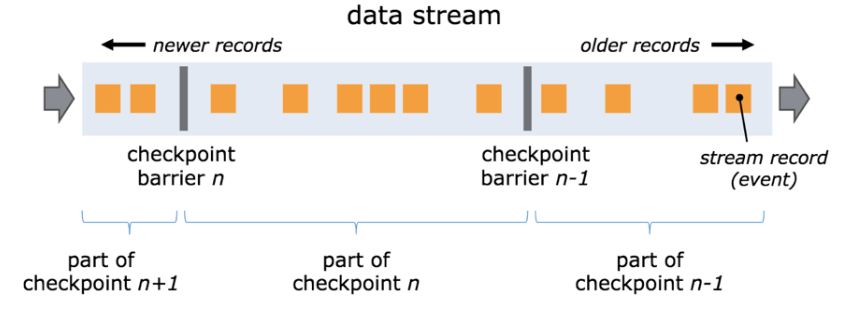 data stream
newer records
older records
checkpoint
barrier n
checkpoint
barrier n-1
stream record
(event)
part of
checkpoint n+1
part of
checkpoint n
part of
checkpoint n-1